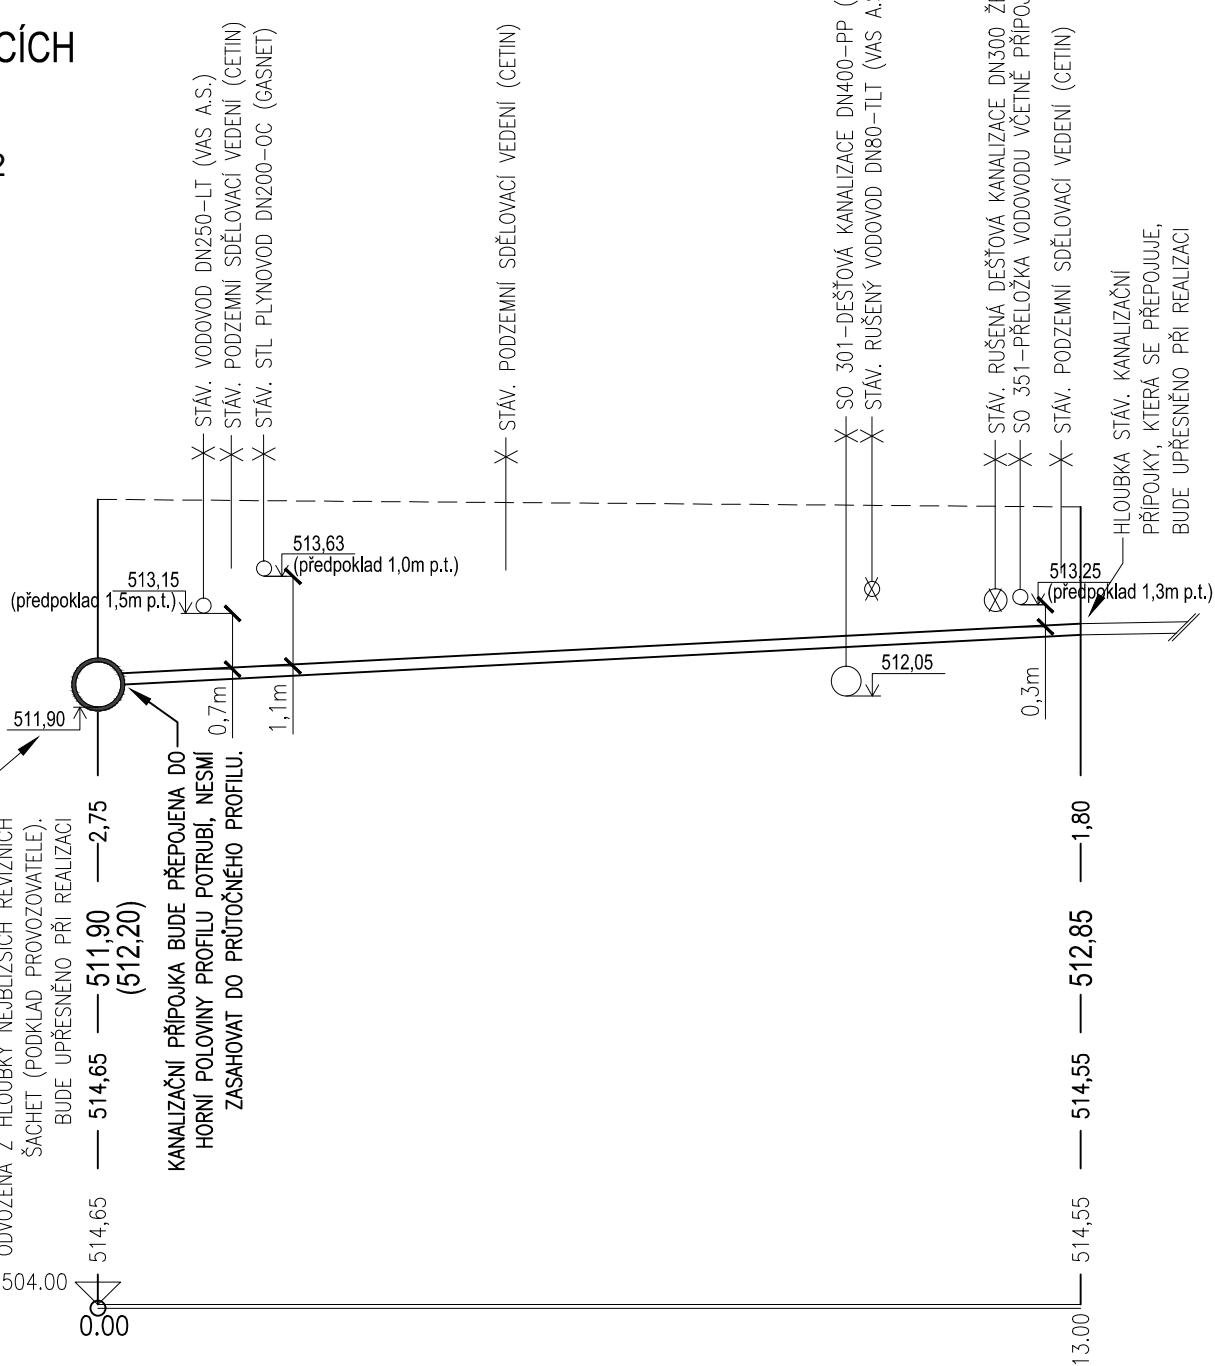 CÍCH
2
STÁV. VODOVOD DN250-LT (VAS A.S.)
STÁV. PODZEMNÍ SDĚLOVACÍ VEDENÍ (CETIN)
STÁV. STL PLYNOVOD DN200-OC (GASNET)
STÁV. PODZEMNÍ SDĚLOVACÍ VEDENÍ (CETIN)
SO 301-DEŠŤOVÁ KANALIZACE DN400-PP (
STÁV. RUŠENÝ VODOVOD DN80-TLT (VAS A.S
STÁV. RUŠENÁ DEŠŤOVÁ KANALIZACE DN300
SO 351-PŘELOŽKA VODOVODU VČETNĚ
STÁV. PODZEMNÍ SDĚLOVACÍ VEDENÍ (CETIN)
HLOUBKA STÁV. KANALIZAČNÍ
PŘÍPOJKY, KTERÁ SE PŘEPOJUJE,
BUDE UPŘESNĚNO PŘI REALIZACI
513,63
(předpoklad 1,0m p.t.)
513,15
(předpoklad 1,5m p.t.)
513,25
(předpoklad 1,3m p.t.)
512,05
511,90
0,7m
1,1m
0,3m
ODVOZENA Z HLOUBKY NEJBLIŽŠÍCH REVIZNÍCH
ŠACHET (PODKLAD PROVOZOVATELE).
BUDE UPŘESNĚNO PŘI REALIZACI
KANALIZAČNÍ PŘÍPOJKA BUDE PŘEPOJENA DO
HORNÍ POLOVINY PROFILU POTRUBÍ, NESMÍ
ZASAHOVAT DO PRŮTOČNÉHO PROFILU.
2,75
511,90
(512,20)
514,65
514,65
1,80
512,85
514,55
514,55
504.00
0.00
13.00